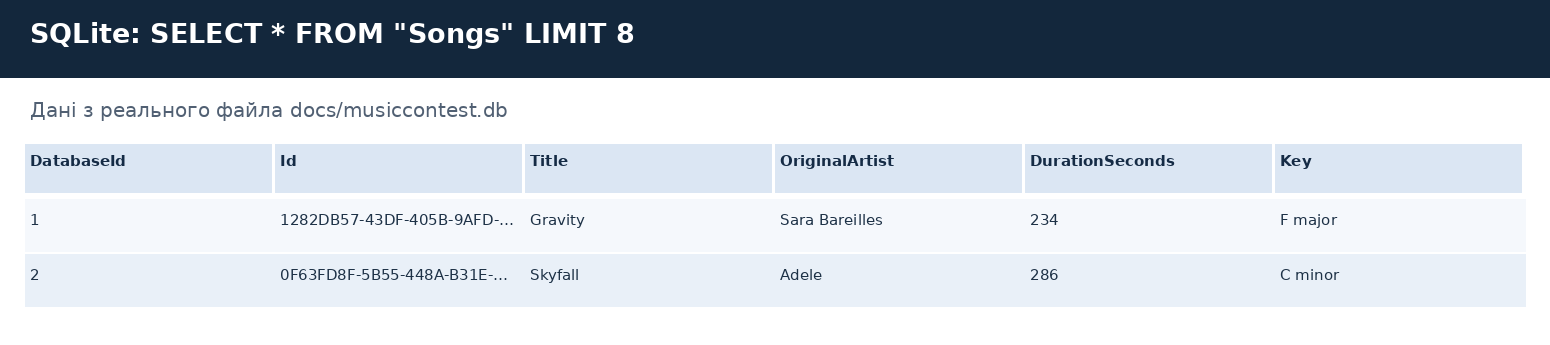 SQLite: SELECT * FROM "Songs" LIMIT 8
Дані з реального файла docs/musiccontest.db
DatabaseId Id Title OriginalArtist DurationSeconds Key
1 1282DB57-43DF-405B-9AFD-... Gravity Sara Bareilles 234 F major
2 0F63FD8F-5B55-448A-B31E-... Skyfall Adele 286 C minor